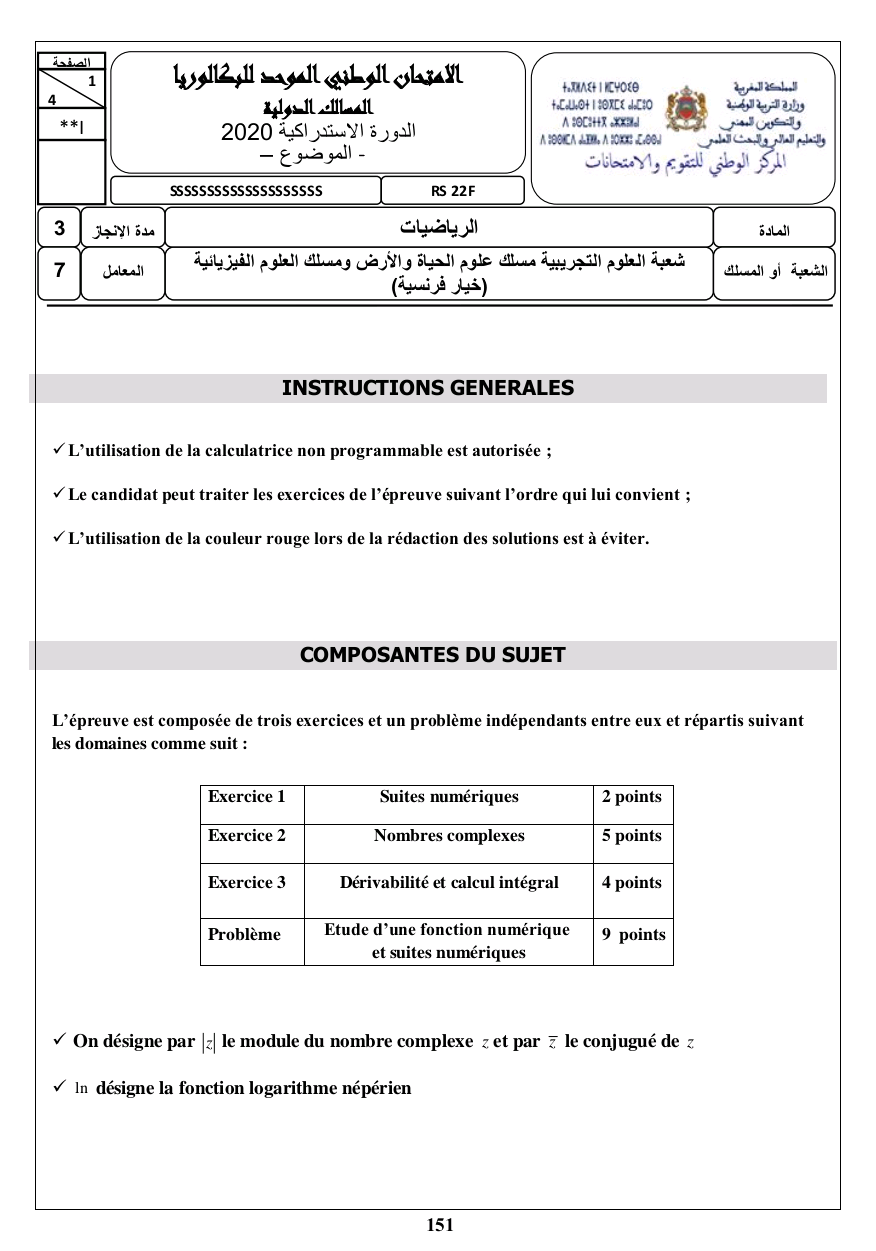 الصفحة
1
4
**I
الامتحان الوطني الموحد للبكالوريا
المسالك الدولية
الدورة الاستدراكية 2020
- الموضوع –
SSSSSSSSSSSSSSSSSSSS
RS 22F
المملكة المغربية
وزارة التربية الوطنية
والتكوين المهني
والتعليم العالي والبحث العلمي
المركز الوطني للتقويم والامتحانات
المادة
الرياضيات
مدة الإنجاز
3
الشعبة أو المسلك
شعبة العلوم التجريبية مسلك علوم الحياة والأرض ومسلك العلوم الفيزيائية
(خيار فرنسية)
المعامل
7
INSTRUCTIONS GENERALES
✓ L’utilisation de la calculatrice non programmable est autorisée ;
✓ Le candidat peut traiter les exercices de l’épreuve suivant l’ordre qui lui convient ;
✓ L’utilisation de la couleur rouge lors de la rédaction des solutions est à éviter.
COMPOSANTES DU SUJET
L’épreuve est composée de trois exercices et un problème indépendants entre eux et répartis suivant
les domaines comme suit :
Exercice 1 Suites numériques 2 points
Exercice 2 Nombres complexes 5 points
Exercice 3 Dérivabilité et calcul intégral 4 points
Problème Etude d’une fonction numérique
et suites numériques 9 points
✓ On désigne par |z| le module du nombre complexe z et par z̅ le conjugué de z
✓ ln désigne la fonction logarithme népérien
151